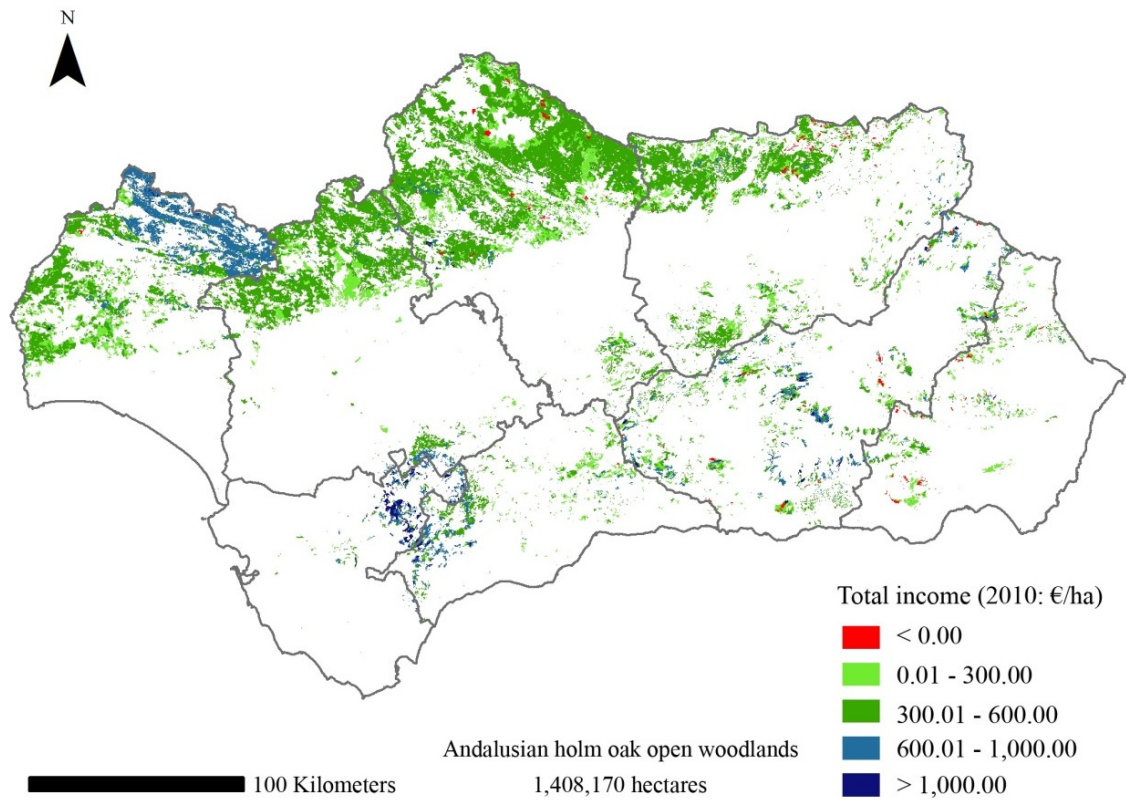 N
Total income (2010: €/ha)
< 0.00
0.01 - 300.00
300.01 - 600.00
600.01 - 1,000.00
> 1,000.00
Andalusian holm oak open woodlands
100 Kilometers
1,408,170 hectares